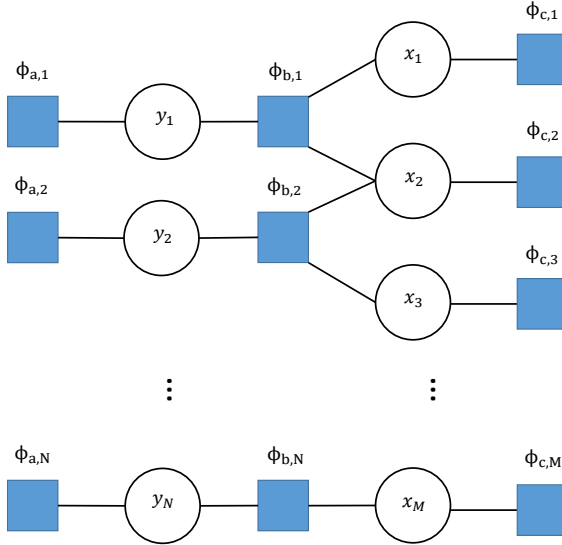 ϕc,1
ϕa,1
ϕb,1
x1
y1
ϕc,2
ϕa,2
ϕb,2
x2
y2
ϕc,3
x3
⋮ ⋮
ϕa,N
ϕb,N
ϕc,M
yN
xM